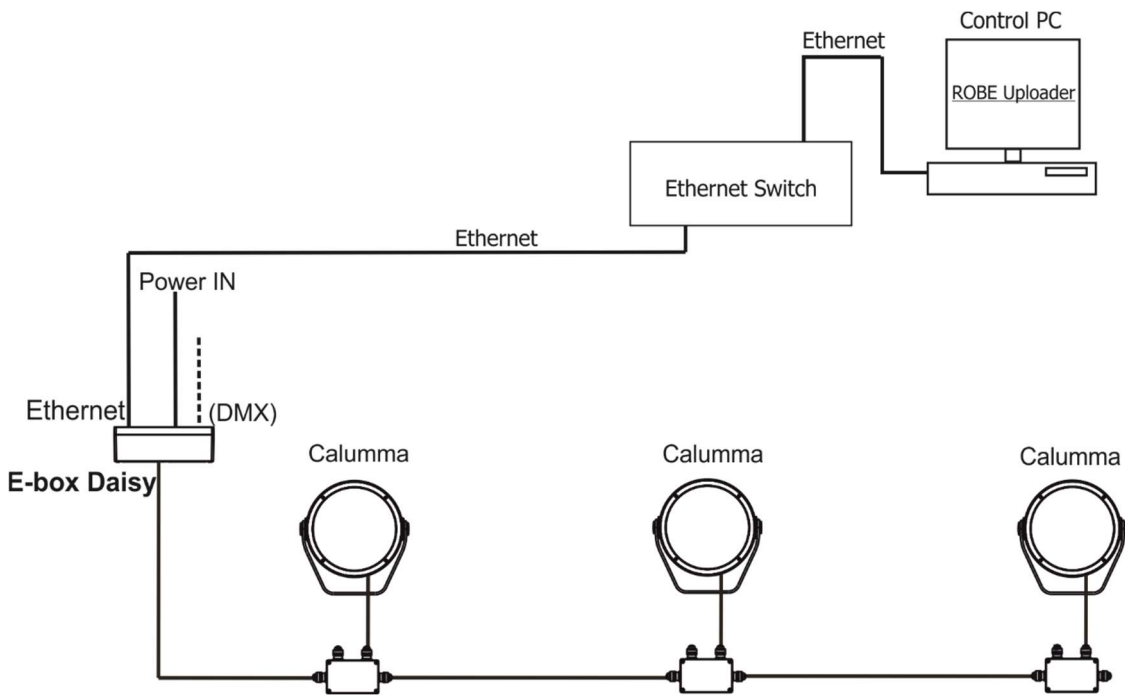 Control PC
Ethernet
ROBE Uploader
Ethernet Switch
Ethernet
Power IN
Ethernet
(DMX)
E-box Daisy
Calumma
Calumma
Calumma